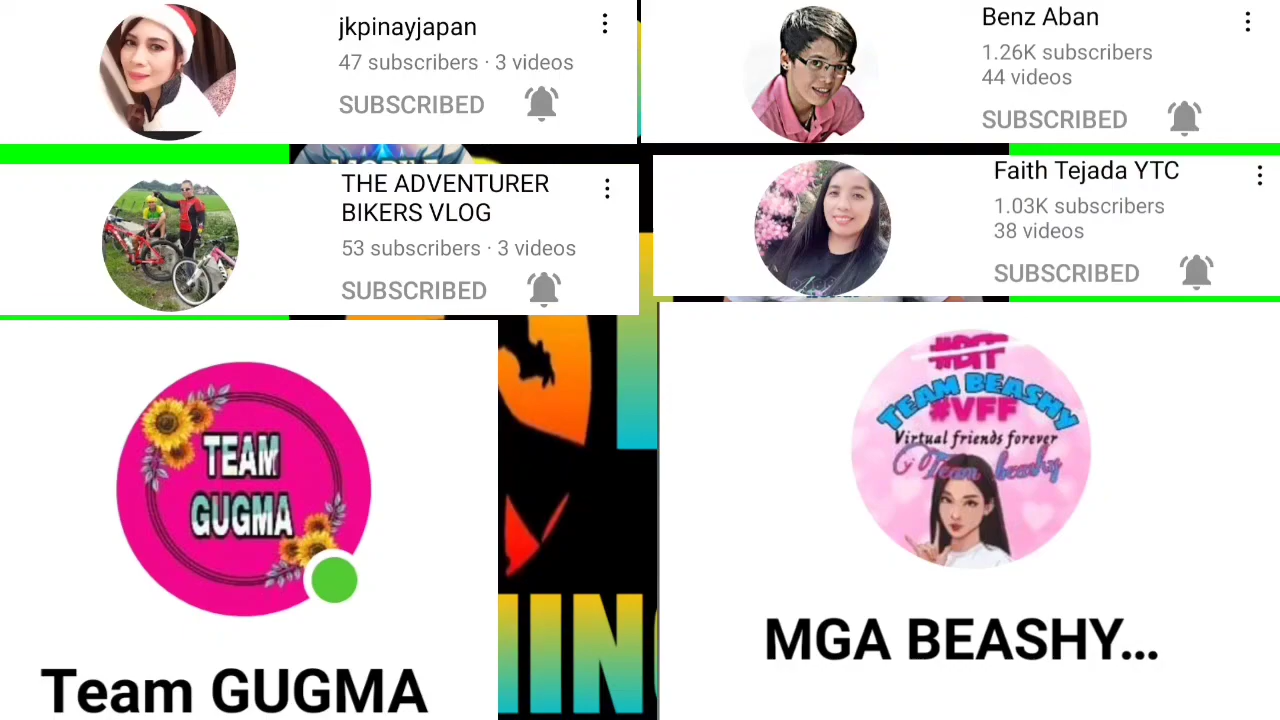 jkpinayjapan
47 subscribers · 3 videos
SUBSCRIBED
Benz Aban
1.26K subscribers
44 videos
SUBSCRIBED
MOBILE
THE ADVENTURER
BIKERS VLOG
53 subscribers · 3 videos
SUBSCRIBED
Faith Tejada YTC
1.03K subscribers
38 videos
SUBSCRIBED
TEAM
GUGMA
Team GUGMA
TEAM BEASHY
#VFF
Virtual friends forever
Team beashy
MGA BEASHY...